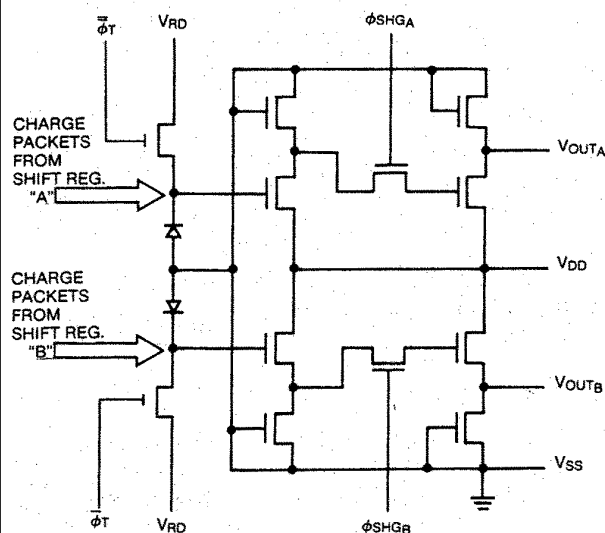 φ̄T
VRD
φSHGA
CHARGE
PACKETS
FROM
SHIFT REG.
"A"
VOUTA
CHARGE
PACKETS
FROM
SHIFT REG.
"B"
VDD
VOUTB
VSS
φ̄T
VRD
φSHGB